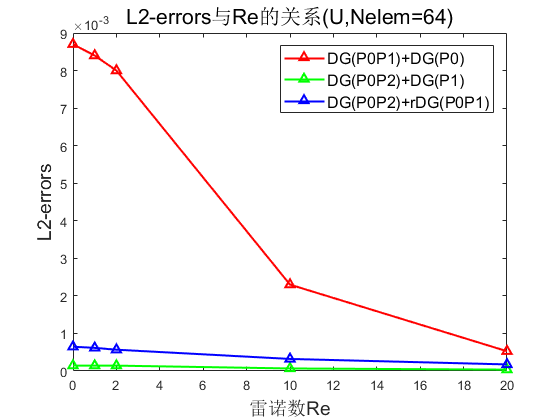 L2-errors与Re的关系(U,Nelem=64)
×10^-3
9
8
7
6
5
4
3
2
1
0
L2-errors
DG(P0P1)+DG(P0)
DG(P0P2)+DG(P1)
DG(P0P2)+rDG(P0P1)
0 2 4 6 8 10 12 14 16 18 20
雷诺数Re